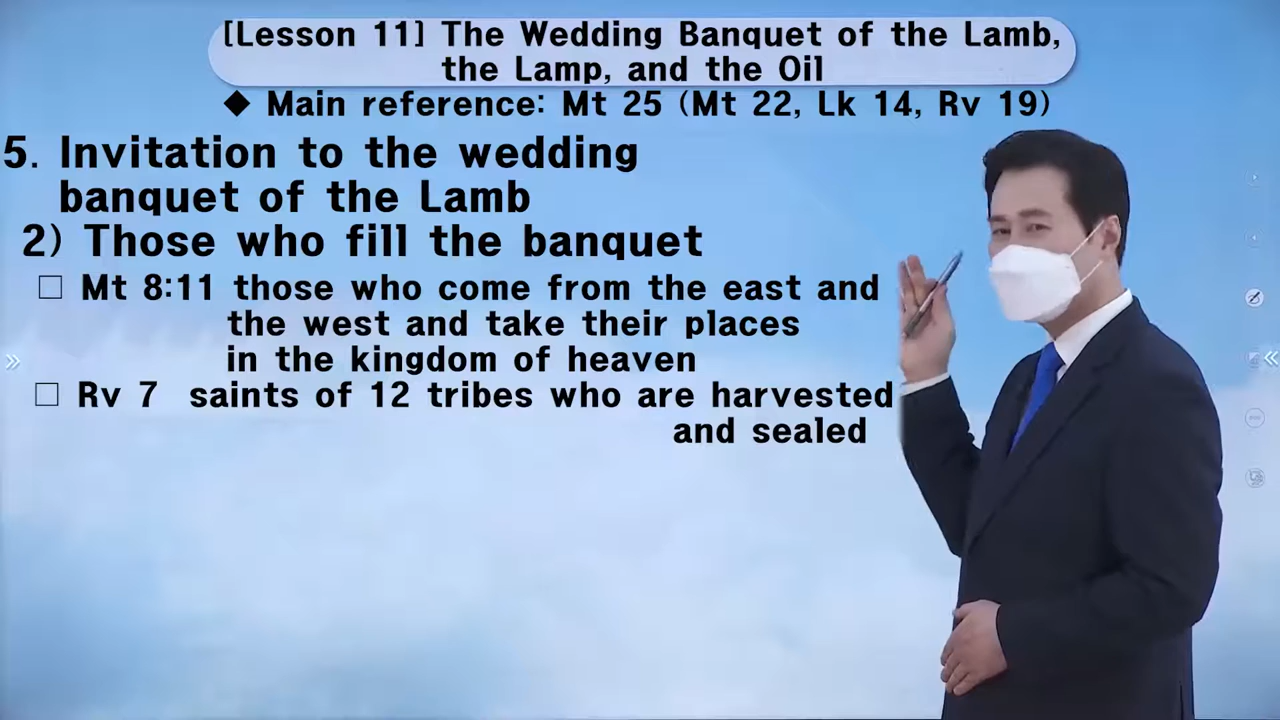 [Lesson 11] The Wedding Banquet of the Lamb,
the Lamp, and the Oil
◆ Main reference: Mt 25 (Mt 22, Lk 14, Rv 19)
5. Invitation to the wedding
banquet of the Lamb
2) Those who fill the banquet
□ Mt 8:11 those who come from the east and
the west and take their places
in the kingdom of heaven
□ Rv 7 saints of 12 tribes who are harvested
and sealed